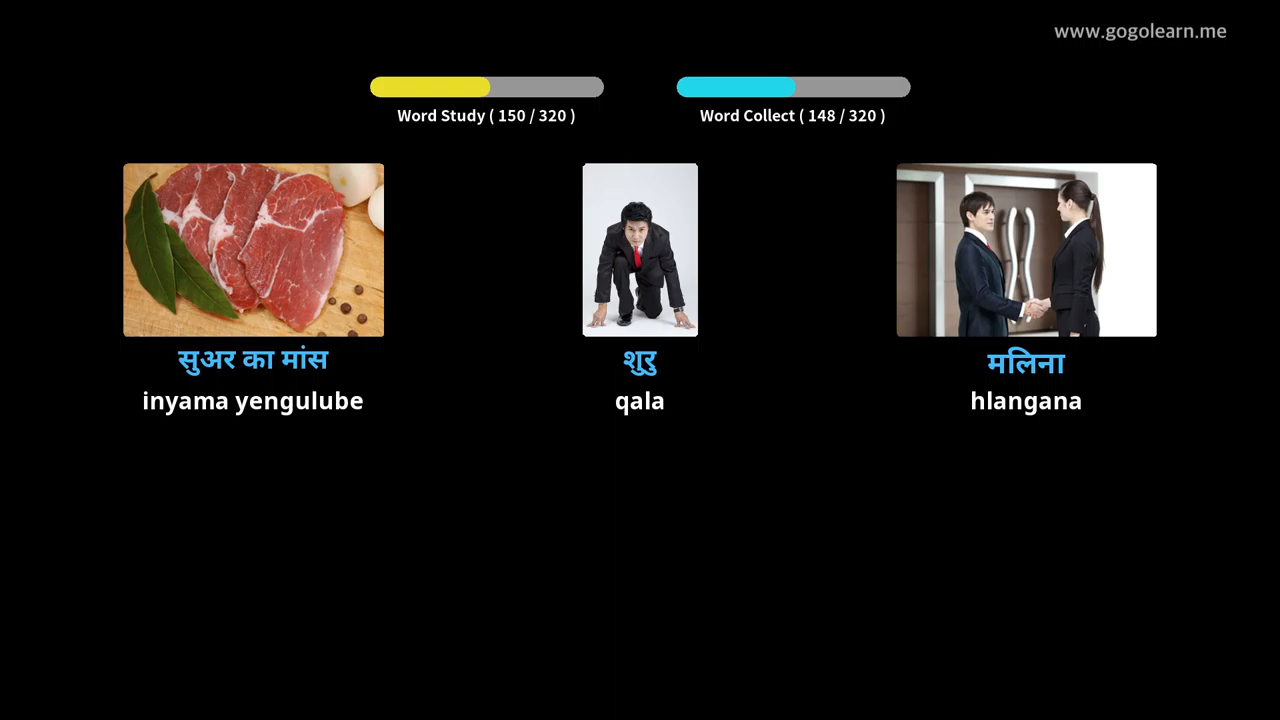 www.gogolearn.me
Word Study ( 150 / 320 )
Word Collect ( 148 / 320 )
सुअर का मांस
शुरु
मलिना
inyama yengulube
qala
hlangana